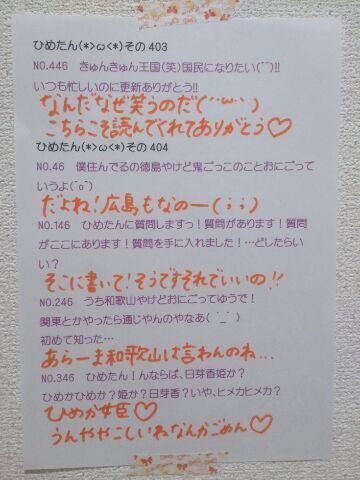 ひめたん(*>ω<*)その 403
NO.446　きゅんきゅん王国(笑)国民になりたい(^^)!!
いつも忙しいのに更新ありがとう!!
なんだなぜ笑うのだ(´･ω･｀)
こちらこそ読んでくれてありがとう♡
ひめたん(*>ω<*)その 404
NO.46　僕住んでるの徳島やけど鬼ごっこのことおにごって
いうよ(^o^)
だよね!広島もなのー(; ;)
NO.146　ひめたんに質問しますっ！質問があります！質問
がここにあります！質問を手に入れました！…どしたらい
い？
そこに書いて!そうですそれでいいの!!
NO.246　うち和歌山やけどおにごってゆうで！
関東とかやったら通じやんのやなあ(゜_゜)
初めて知った…
あらーま和歌山は言わんのね...
NO.346　ひめたん！んならば、日芽香姫か？
ひめかひめか？姫か？日芽香？いや、ヒメカヒメカ？
ひめか姫♡
うんややこしいねなんかごめん♡